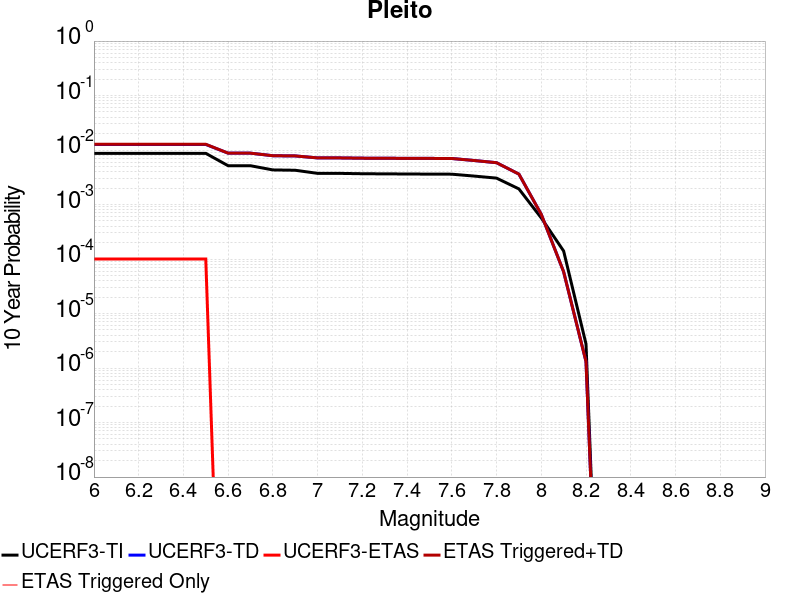 Pleito
10 0
10 -1
10 -2
10 -3
10 -4
10 -5
10 -6
10 -7
10 -8
10 Year Probability
6 6.2 6.4 6.6 6.8 7 7.2 7.4 7.6 7.8 8 8.2 8.4 8.6 8.8 9
Magnitude
UCERF3-TI UCERF3-TD UCERF3-ETAS ETAS Triggered+TD
ETAS Triggered Only